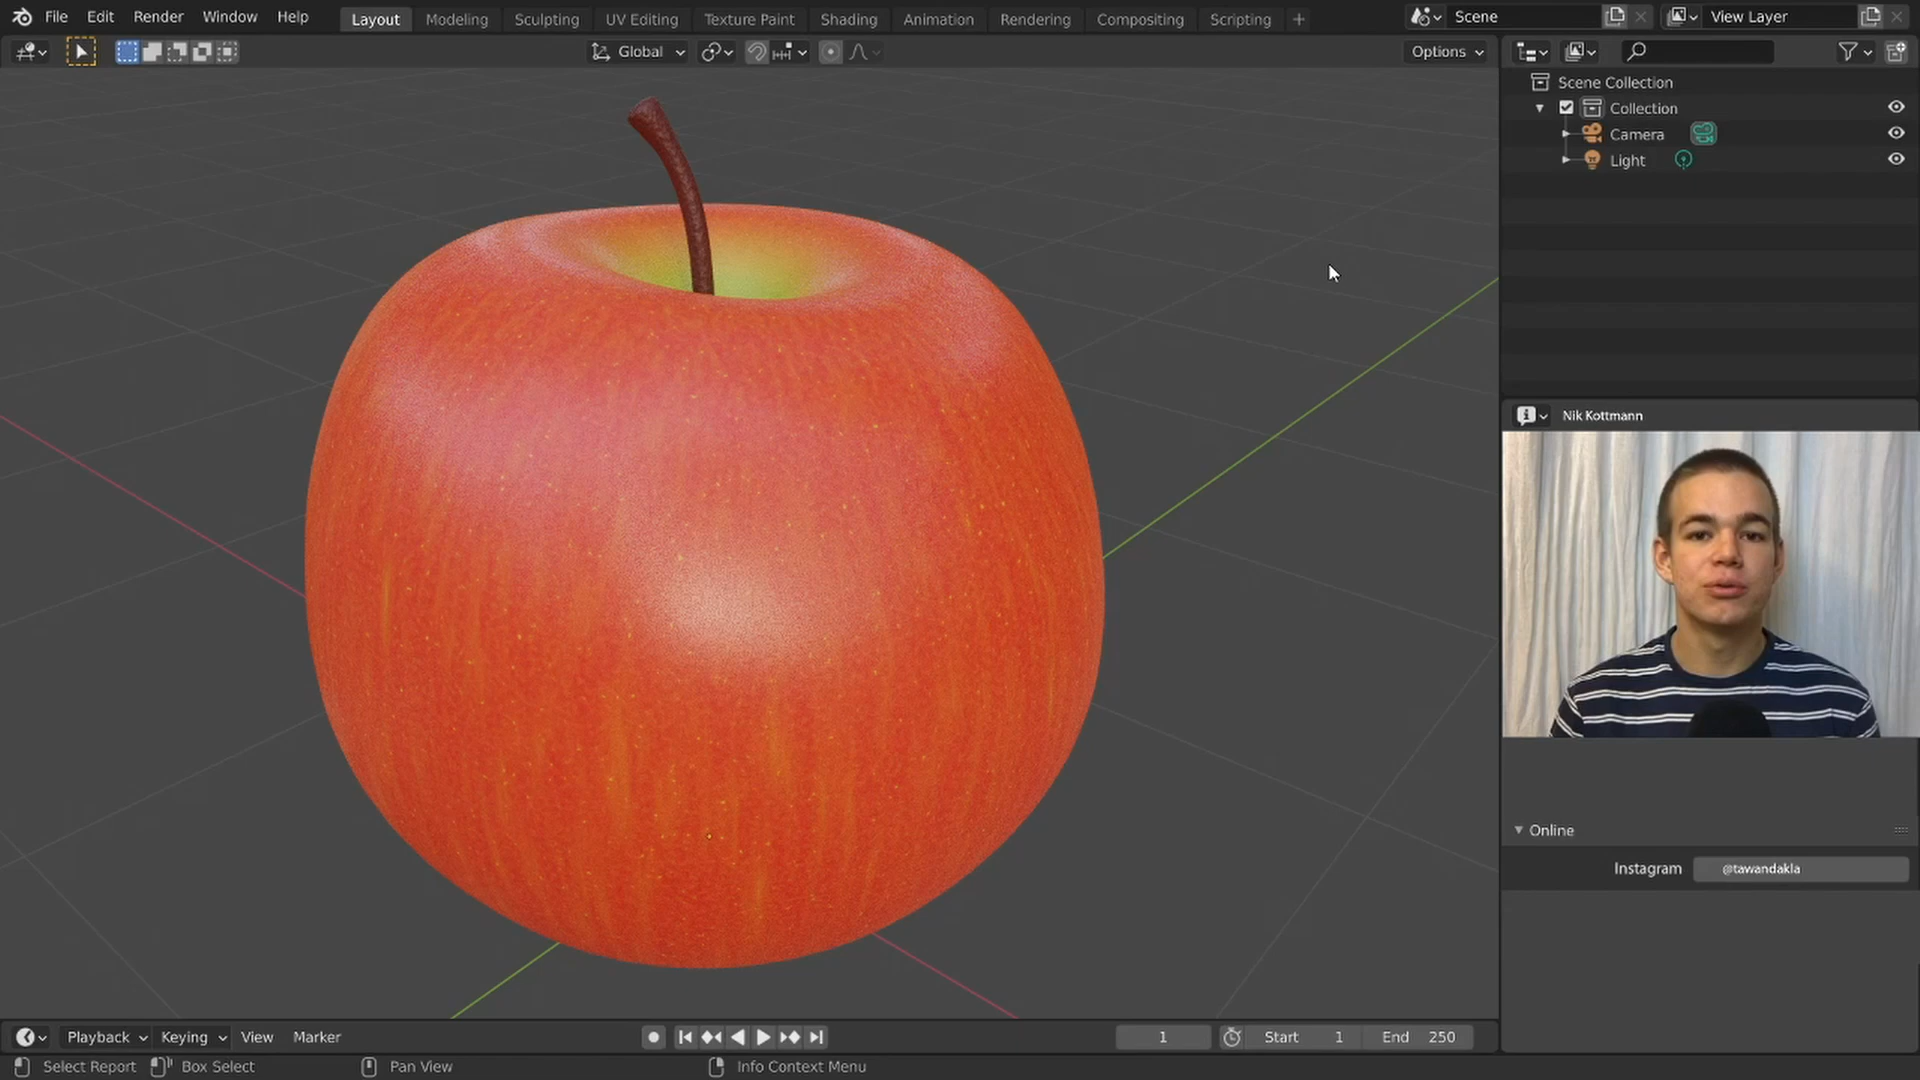 File Edit Render Window Help Layout Modeling Sculpting UV Editing Texture Paint Shading Animation Rendering Compositing Scripting + Scene View Layer
Global Options
Scene Collection
Collection
Camera
Light
Nik Kottmann
Online
Instagram @tawandakla
Playback Keying View Marker 1 Start 1 End 250
Select Report Box Select Pan View Info Context Menu